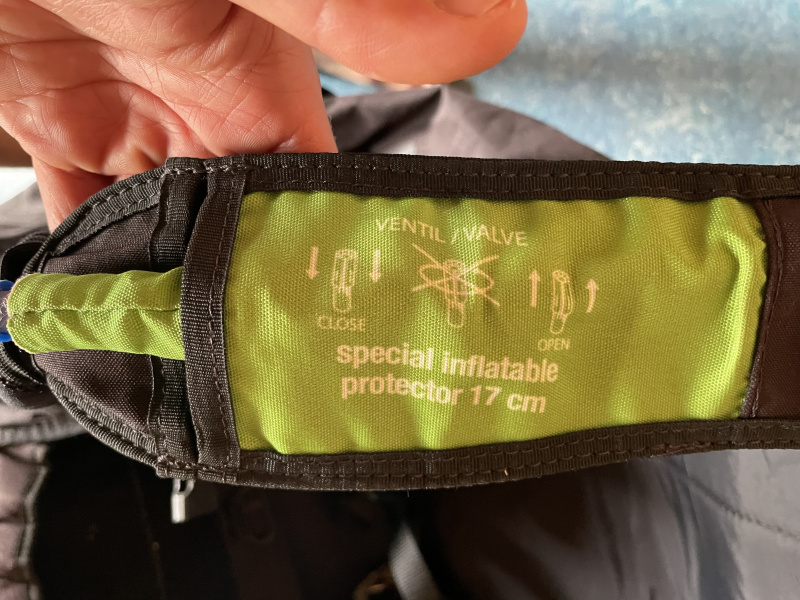 VENTIL / VALVE
CLOSE
OPEN
special inflatable
protector 17 cm